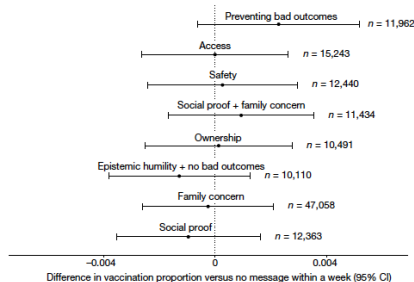 Preventing bad outcomes
n = 11,962
Access
n = 15,243
Safety
n = 12,440
Social proof + family concern
n = 11,434
Ownership
n = 10,491
Epistemic humility + no bad outcomes
n = 10,110
Family concern
n = 47,058
Social proof
n = 12,363
–0.004 0 0.004
Difference in vaccination proportion versus no message within a week (95% CI)